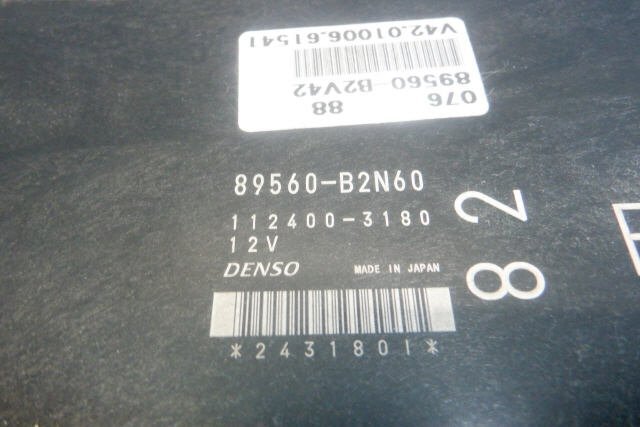 V42.01006.61541
89560-B2V42
88
076
89560-B2N60
112400-3180
12V
DENSO MADE IN JAPAN
*2431801*
82